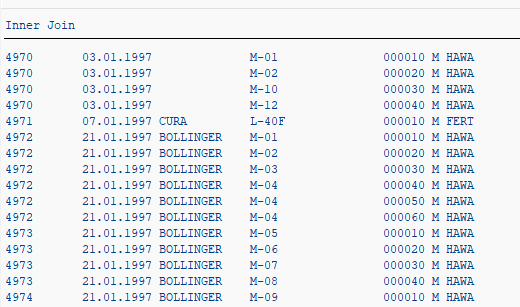 Inner Join
4970 03.01.1997 M-01 000010 M HAWA
4970 03.01.1997 M-02 000020 M HAWA
4970 03.01.1997 M-10 000030 M HAWA
4970 03.01.1997 M-12 000040 M HAWA
4971 07.01.1997 CURA L-40F 000010 M FERT
4972 21.01.1997 BOLLINGER M-01 000010 M HAWA
4972 21.01.1997 BOLLINGER M-02 000020 M HAWA
4972 21.01.1997 BOLLINGER M-03 000030 M HAWA
4972 21.01.1997 BOLLINGER M-04 000040 M HAWA
4972 21.01.1997 BOLLINGER M-04 000050 M HAWA
4972 21.01.1997 BOLLINGER M-04 000060 M HAWA
4973 21.01.1997 BOLLINGER M-05 000010 M HAWA
4973 21.01.1997 BOLLINGER M-06 000020 M HAWA
4973 21.01.1997 BOLLINGER M-07 000030 M HAWA
4973 21.01.1997 BOLLINGER M-08 000040 M HAWA
4974 21.01.1997 BOLLINGER M-09 000010 M HAWA